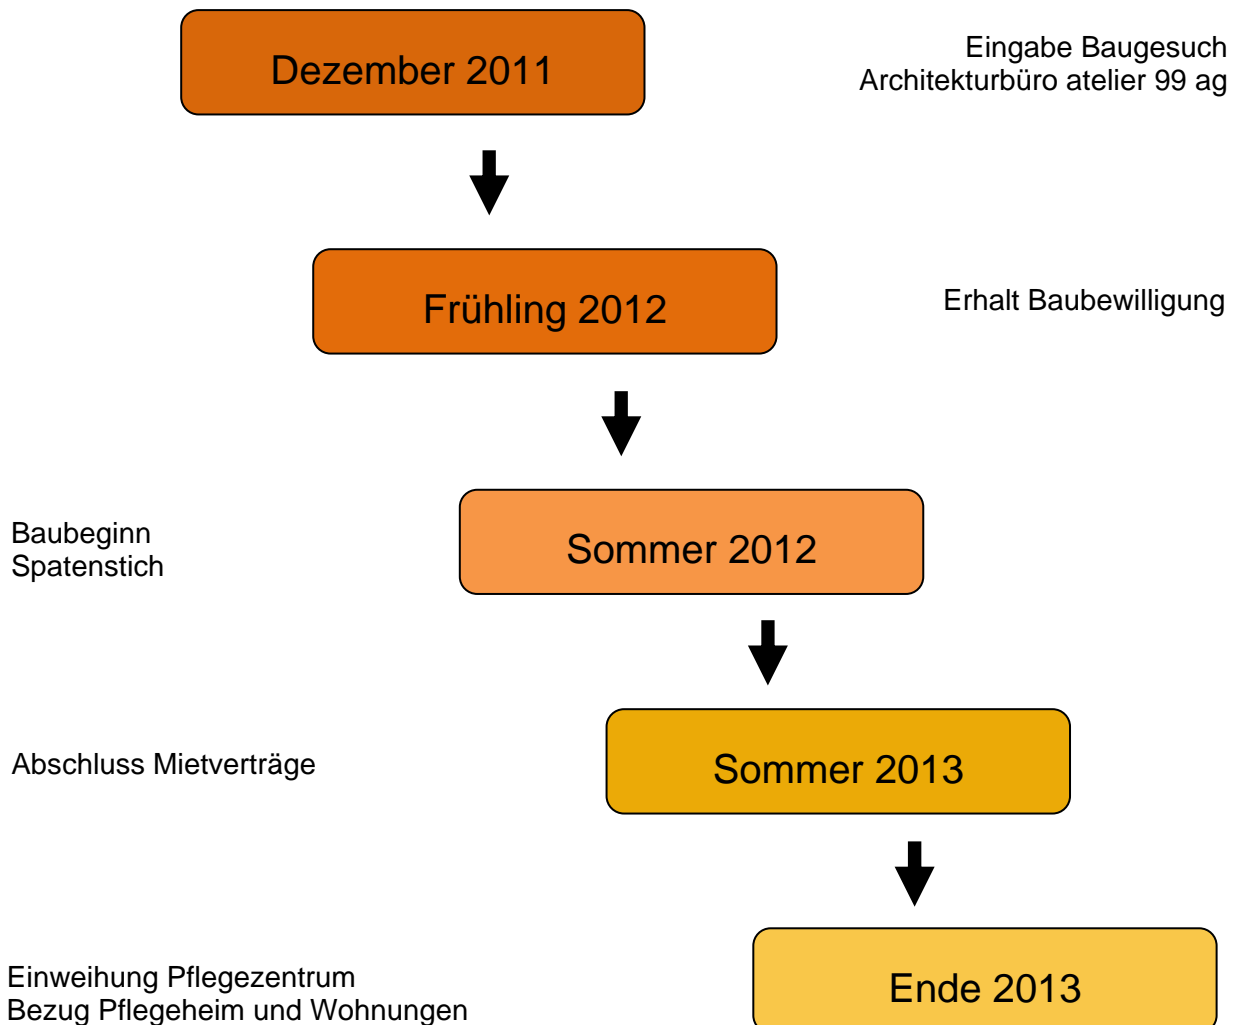 Dezember 2011
Eingabe Baugesuch
Architekturbüro atelier 99 ag
Frühling 2012
Erhalt Baubewilligung
Baubeginn
Spatenstich
Sommer 2012
Abschluss Mietverträge
Sommer 2013
Einweihung Pflegezentrum
Bezug Pflegeheim und Wohnungen
Ende 2013